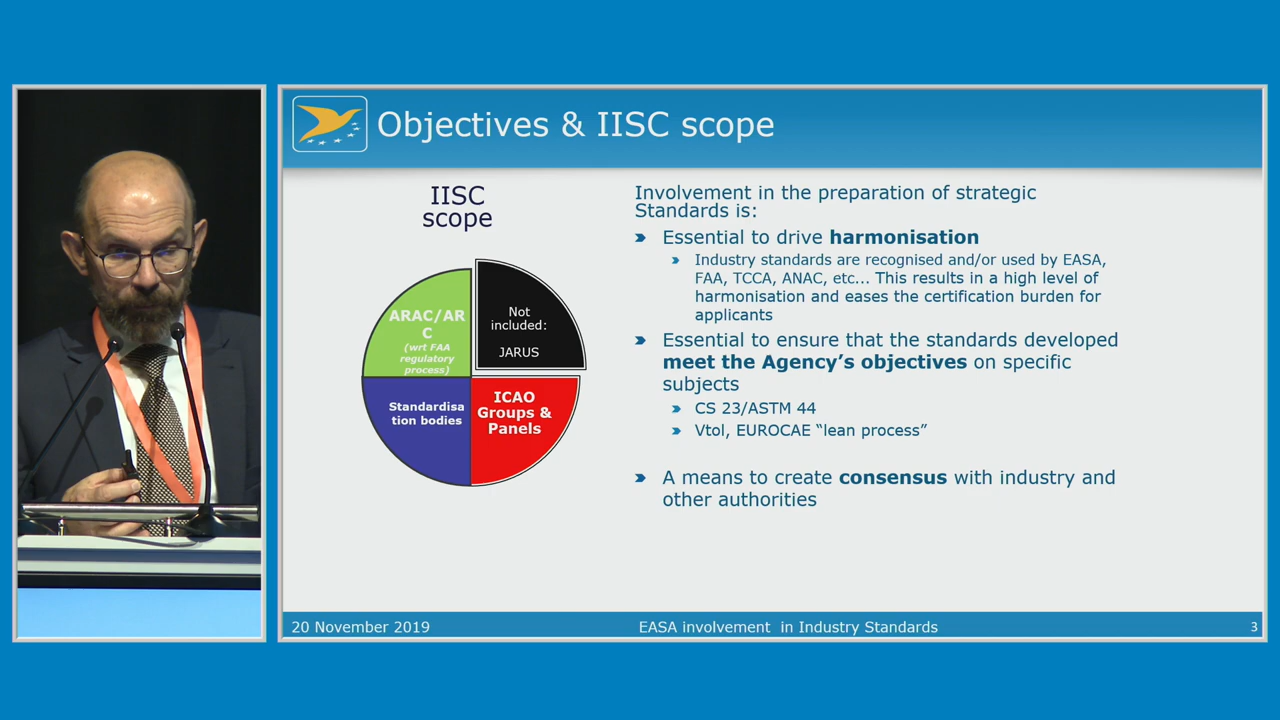 Objectives & IISC scope
IISC
scope
ARAC/AR
C
(wrt FAA
regulatory
process)
Not
included:
JARUS
Standardisa
tion bodies
ICAO
Groups &
Panels
Involvement in the preparation of strategic
Standards is:
Essential to drive harmonisation
Industry standards are recognised and/or used by EASA,
FAA, TCCA, ANAC, etc... This results in a high level of
harmonisation and eases the certification burden for
applicants
Essential to ensure that the standards developed
meet the Agency's objectives on specific
subjects
CS 23/ASTM 44
Vtol, EUROCAE “lean process”
A means to create consensus with industry and
other authorities
20 November 2019
EASA involvement in Industry Standards
3